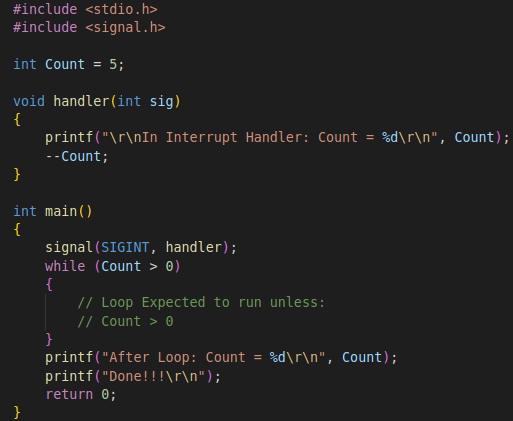 #include <stdio.h>
#include <signal.h>

int Count = 5;

void handler(int sig)
{
    printf("\r\nIn Interrupt Handler: Count = %d\r\n", Count);
    --Count;
}

int main()
{
    signal(SIGINT, handler);
    while (Count > 0)
    {
        // Loop Expected to run unless:
        // Count > 0
    }
    printf("After Loop: Count = %d\r\n", Count);
    printf("Done!!!\r\n");
    return 0;
}